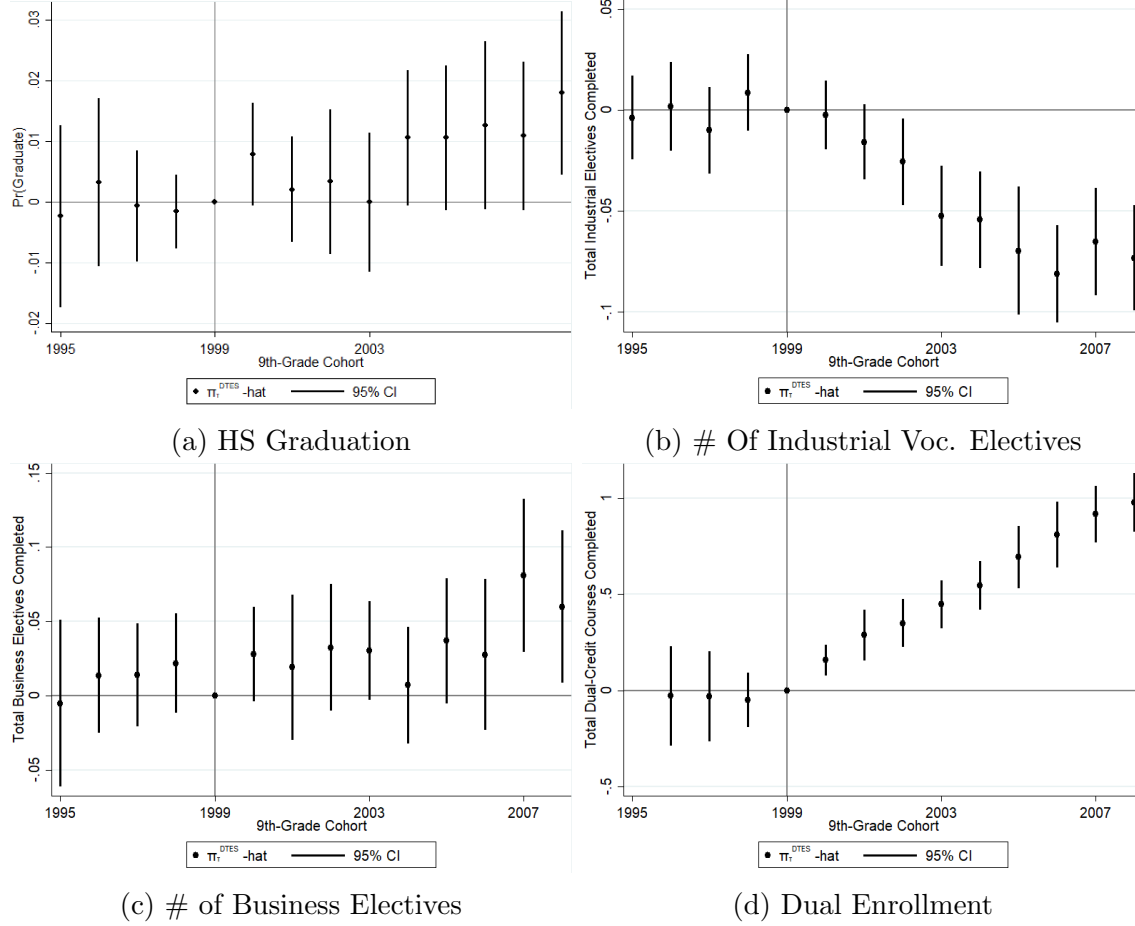 .03
.02
.01
0
-.01
-.02
Pr(Graduate)
1995
1999
2003
9th-Grade Cohort
πτ^DTES -hat
95% CI
(a) HS Graduation
.05
0
-.05
-.1
Total Industrial Electives Completed
1995
1999
2003
2007
9th-Grade Cohort
πτ^DTES -hat
95% CI
(b) # Of Industrial Voc. Electives
.15
.1
.05
0
-.05
Total Business Electives Completed
1995
1999
2003
2007
9th-Grade Cohort
πτ^DTES -hat
95% CI
(c) # of Business Electives
1
.5
0
-.5
Total Dual-Credit Courses Completed
1995
1999
2003
2007
9th-Grade Cohort
πτ^DTES -hat
95% CI
(d) Dual Enrollment